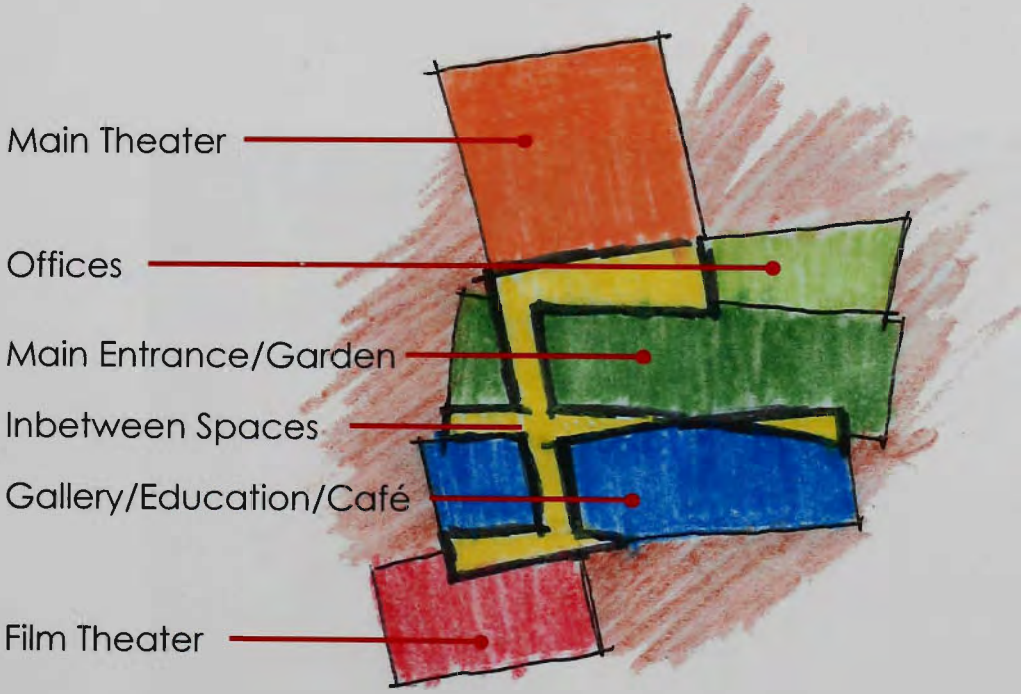 Main Theater
Offices
Main Entrance/Garden
Inbetween Spaces
Gallery/Education/Café
Film Theater